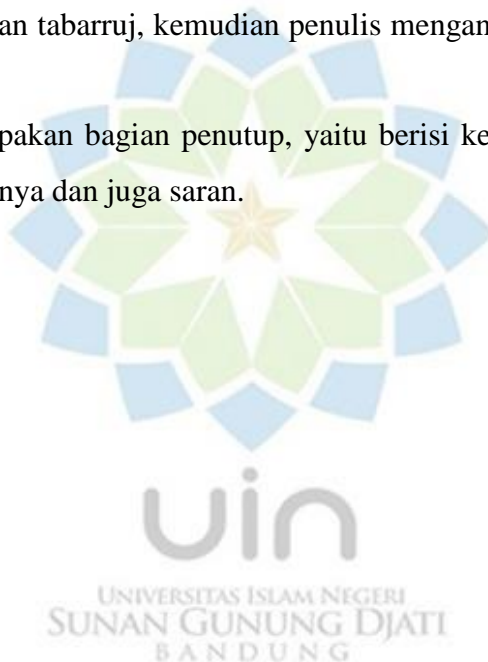 an tabarruj, kemudian penulis mengan
pakan bagian penutup, yaitu berisi ke
nya dan juga saran.
uin
UNIVERSITAS ISLAM NEGERI
SUNAN GUNUNG DJATI
BANDUNG